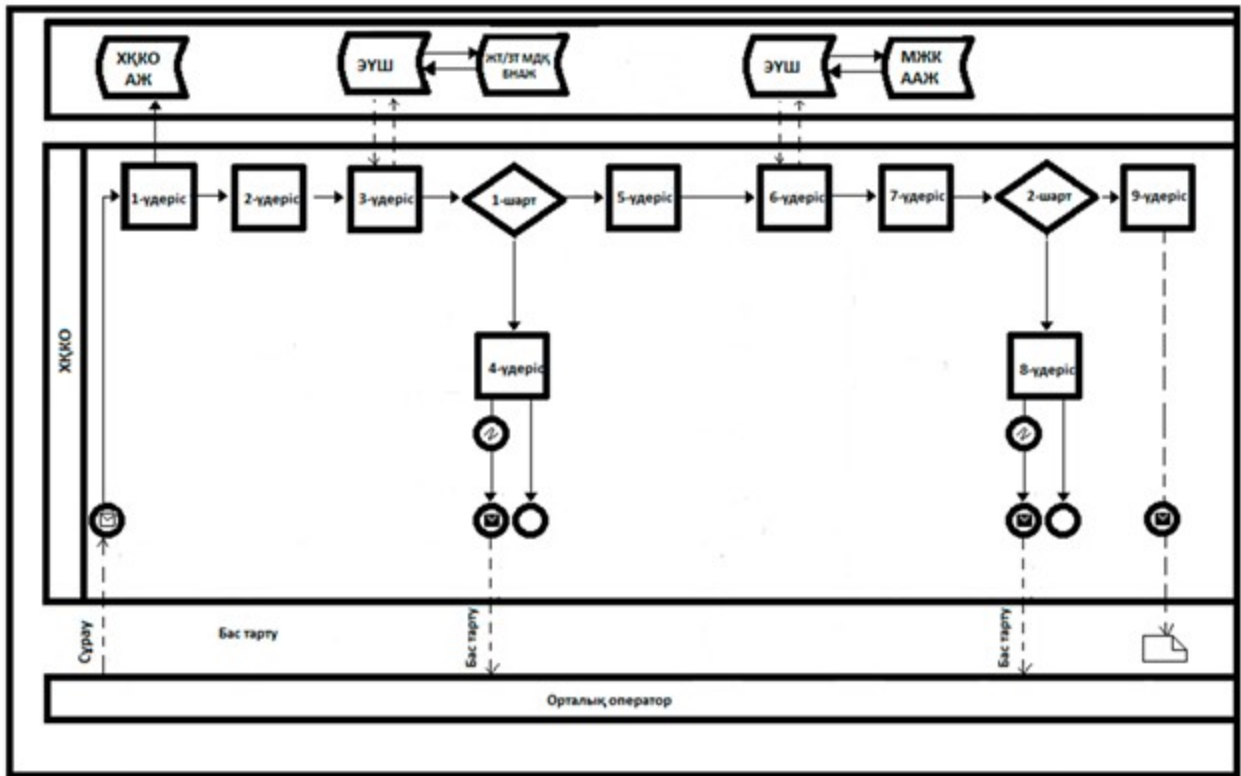 ХҚКО
АЖ
ЭҮШ
ЖТ/ЗТ МДҚ
БНАЖ
ЭҮШ
МЖК
ААЖ
ХҚКО
1-үдеріс
2-үдеріс
3-үдеріс
1-шарт
5-үдеріс
6-үдеріс
7-үдеріс
2-шарт
9-үдеріс
4-үдеріс
8-үдеріс
Сұрау
Бас тарту
Бас тарту
Бас тарту
Орталық оператор